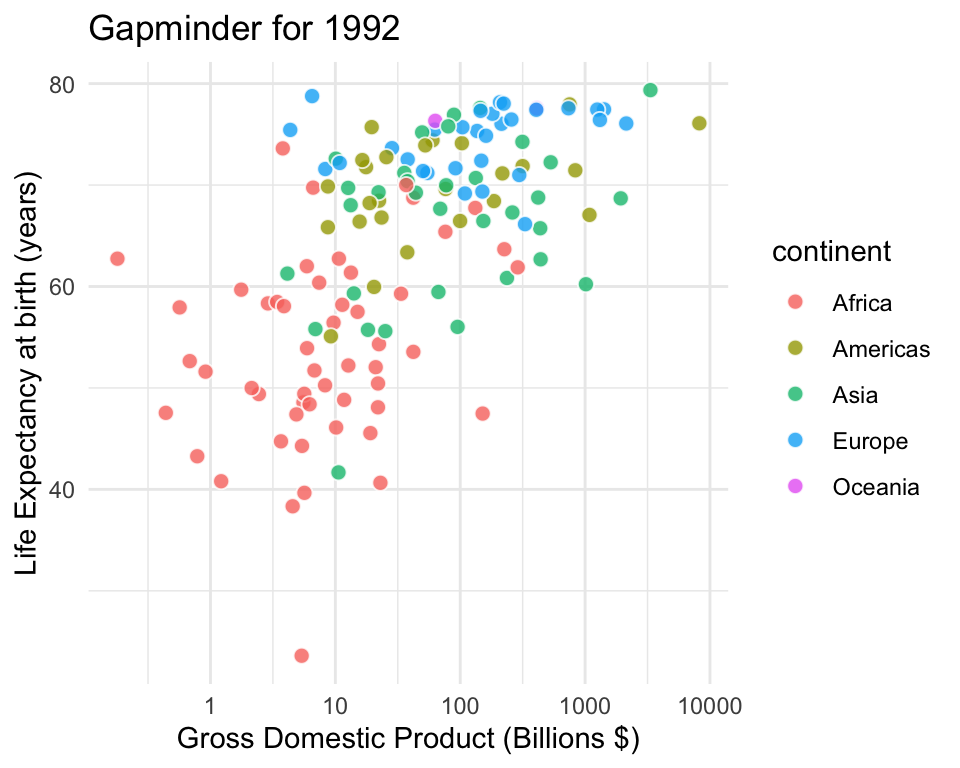 Gapminder for 1992
80
60
40
Life Expectancy at birth (years)
1 10 100 1000 10000
Gross Domestic Product (Billions $)
continent
Africa
Americas
Asia
Europe
Oceania